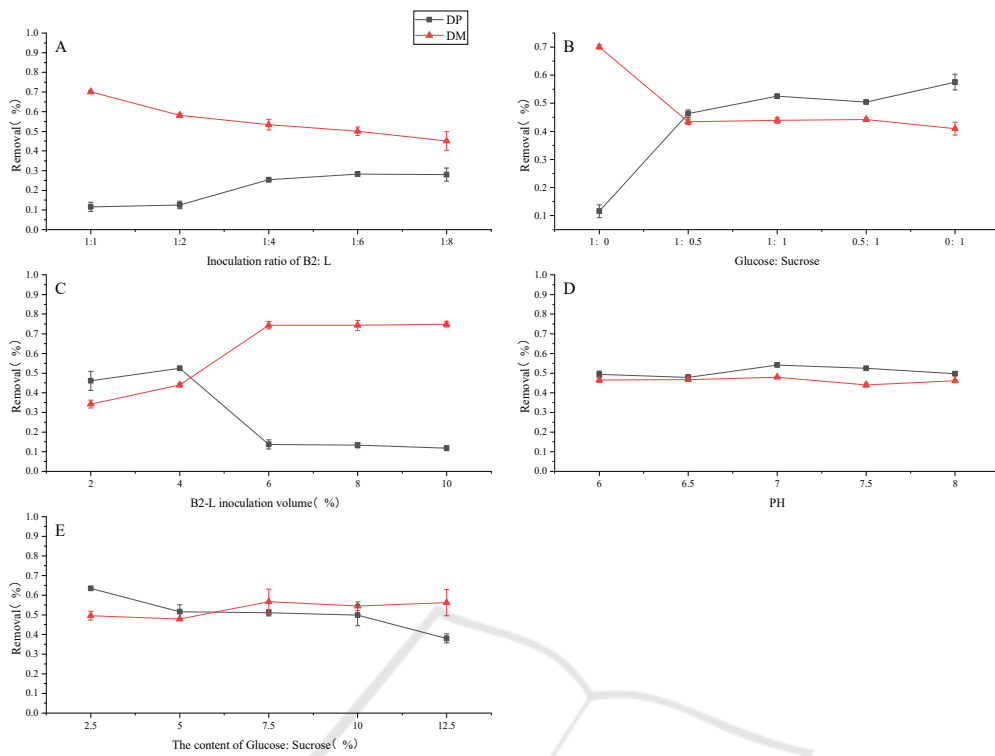 DP
DM
A
1.0
0.9
0.8
0.7
0.6
0.5
0.4
0.3
0.2
0.1
0.0
Removal( %)
1:1 1:2 1:4 1:6 1:8
Inoculation ratio of B2: L
B
0.7
0.6
0.5
0.4
0.3
0.2
0.1
Removal( %)
1: 0 1: 0.5 1: 1 0.5: 1 0: 1
Glucose: Sucrose
C
1.0
0.9
0.8
0.7
0.6
0.5
0.4
0.3
0.2
0.1
0.0
Removal( %)
2 4 6 8 10
B2-L inoculation volume( %)
D
1.0
0.9
0.8
0.7
0.6
0.5
0.4
0.3
0.2
0.1
0.0
Removal( %)
6 6.5 7 7.5 8
PH
E
1.0
0.9
0.8
0.7
0.6
0.5
0.4
0.3
0.2
0.1
0.0
Removal( %)
2.5 5 7.5 10 12.5
The content of Glucose: Sucrose( %)